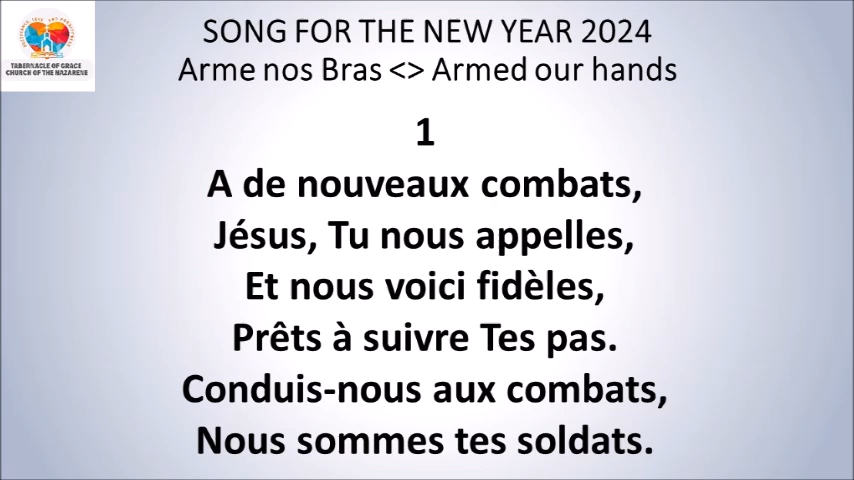 SONG FOR THE NEW YEAR 2024
Arme nos Bras <> Armed our hands
TABERNACLE OF GRACE
CHURCH OF THE NAZARENE
1
A de nouveaux combats,
Jésus, Tu nous appelles,
Et nous voici fidèles,
Prêts à suivre Tes pas.
Conduis-nous aux combats,
Nous sommes tes soldats.